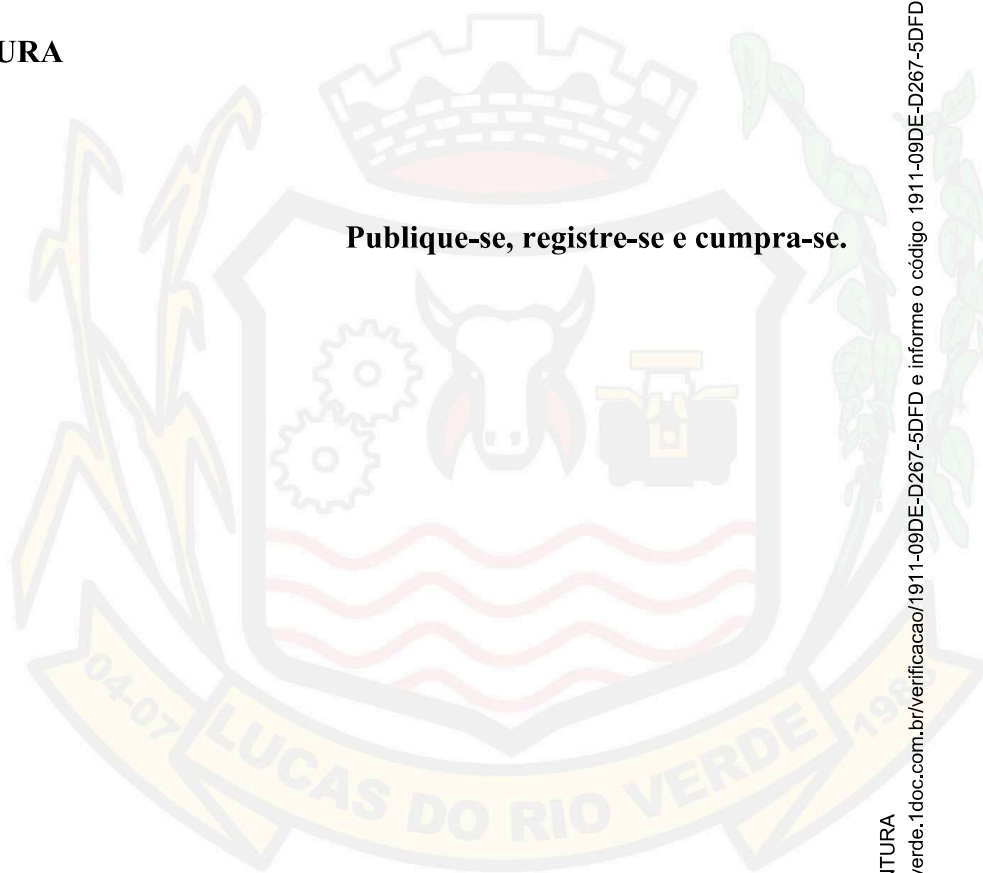 URA
Publique-se, registre-se e cumpra-se.
04-07
LUCAS DO RIO VERDE
NTURA
verde.1doc.com.br/verificacao/1911-09DE-D267-5DFD e informe o código 1911-09DE-D267-5DFD